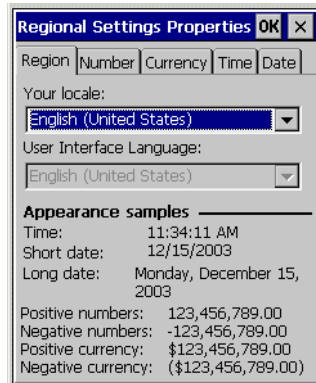 Regional Settings Properties OK ×
Region Number Currency Time Date
Your locale:
English (United States)
User Interface Language:
English (United States)
Appearance samples
Time: 11:34:11 AM
Short date: 12/15/2003
Long date: Monday, December 15,
2003
Positive numbers: 123,456,789.00
Negative numbers: -123,456,789.00
Positive currency: $123,456,789.00
Negative currency: ($123,456,789.00)